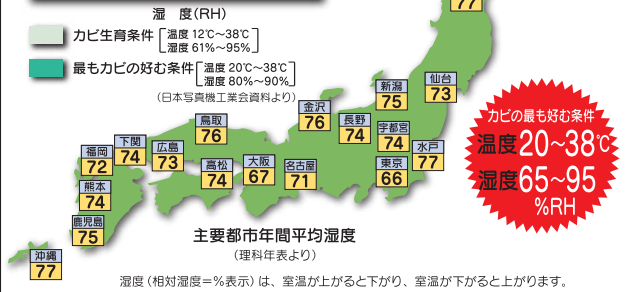 湿 度(RH)
カビ生育条件 温度 12℃～38℃
湿度 61%～95%
最もカビの好む条件 温度 20℃～38℃
湿度 80%～90%
(日本写真機工業会資料より)
77
仙台
73
新潟
75
金沢
76
長野
74
宇都宮
74
水戸
77
東京
66
鳥取
76
下関
74
広島
73
福岡
72
高松
74
大阪
67
名古屋
71
熊本
74
鹿児島
75
沖縄
77
カビの最も好む条件
温度20～38℃
湿度65～95
%RH
主要都市年間平均湿度
(理科年表より)
湿度(相対湿度=%表示)は、室温が上がると下がり、室温が下がると上がります。